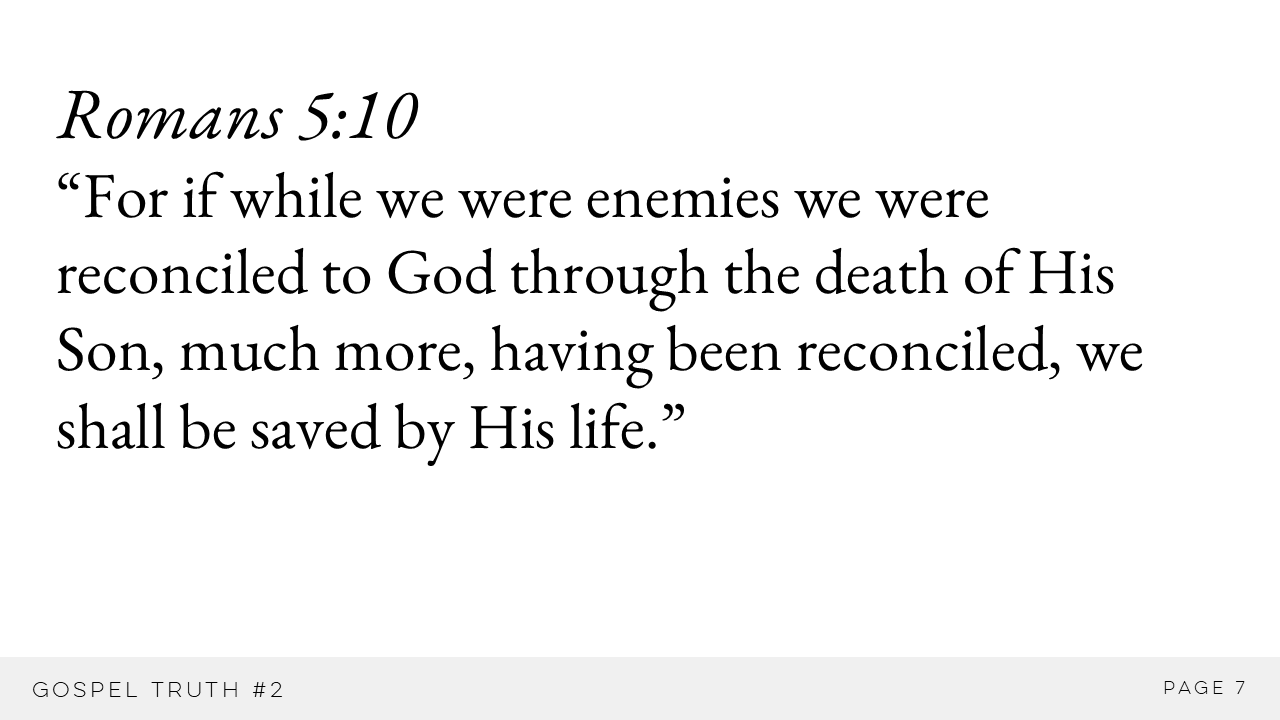 Romans 5:10
“For if while we were enemies we were
reconciled to God through the death of His
Son, much more, having been reconciled, we
shall be saved by His life.”
GOSPEL TRUTH #2
PAGE 7